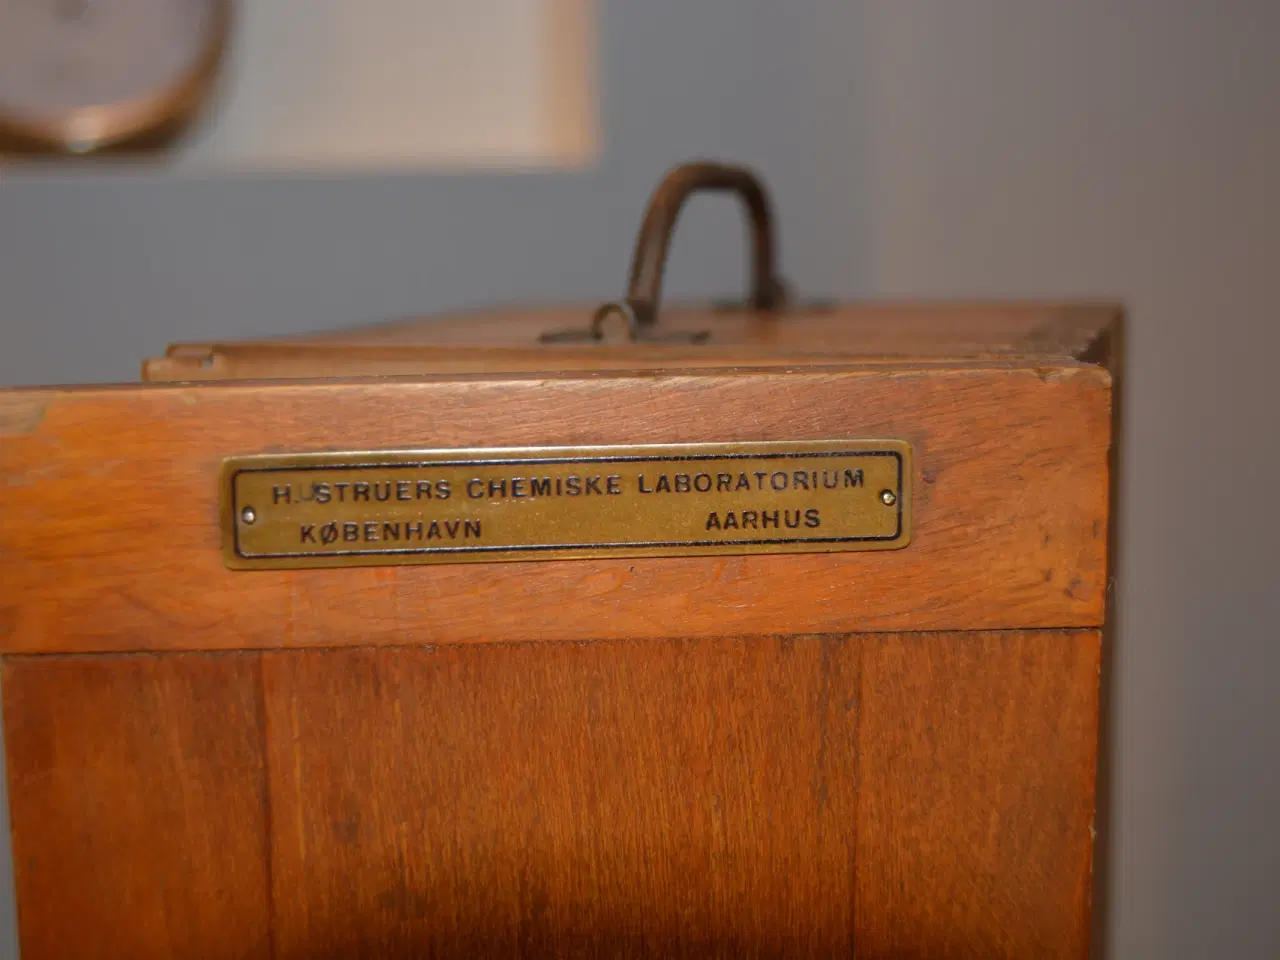 H. STRUERS CHEMISKE LABORATORIUM
KØBENHAVN AARHUS